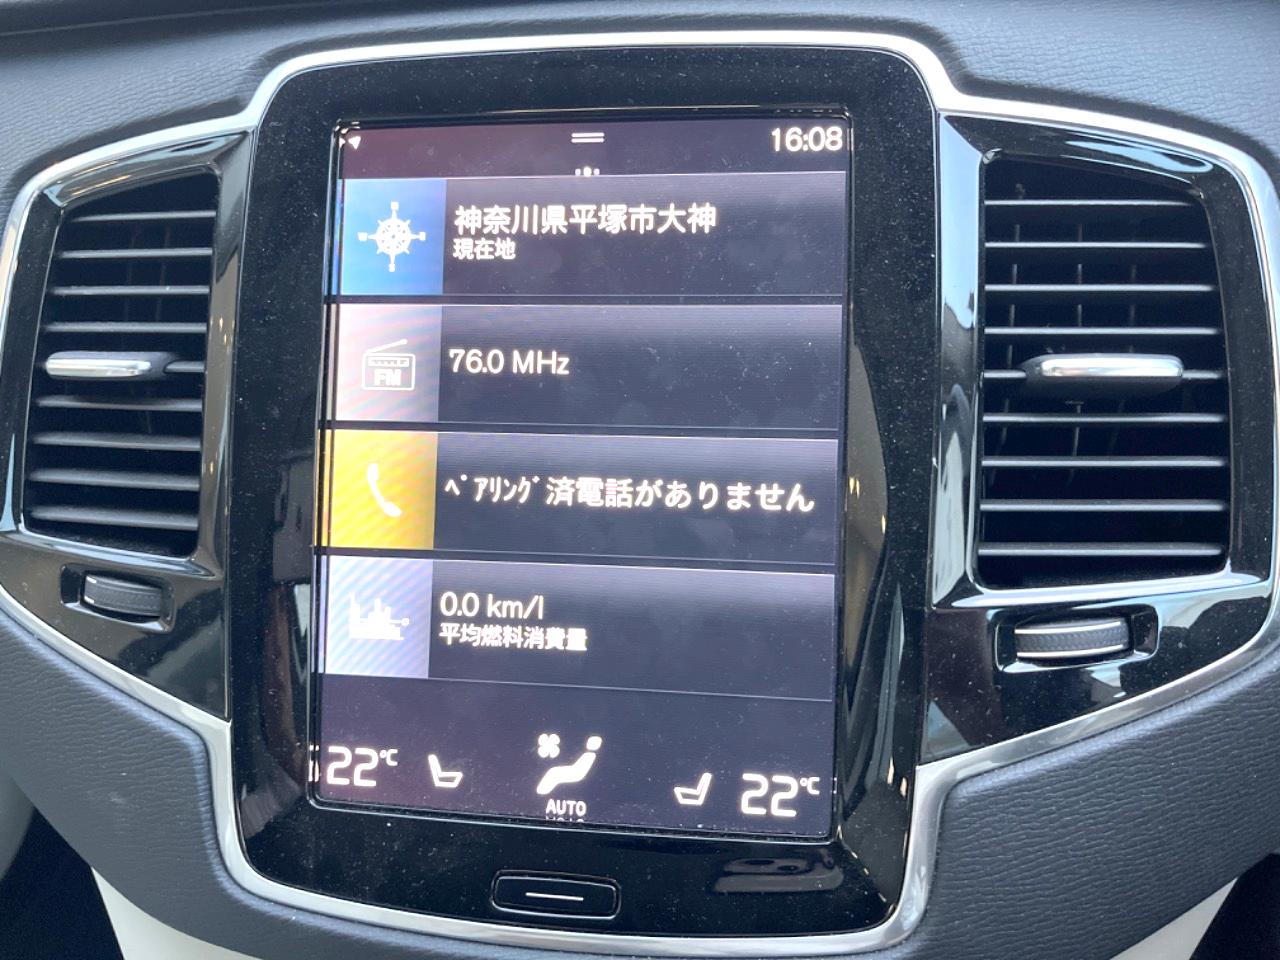 16:08
神奈川県平塚市大神
現在地
FM
76.0 MHz
ﾍﾟｱﾘﾝｸﾞ済電話がありません
0.0 km/l
平均燃料消費量
22°C
22°C
AUTO